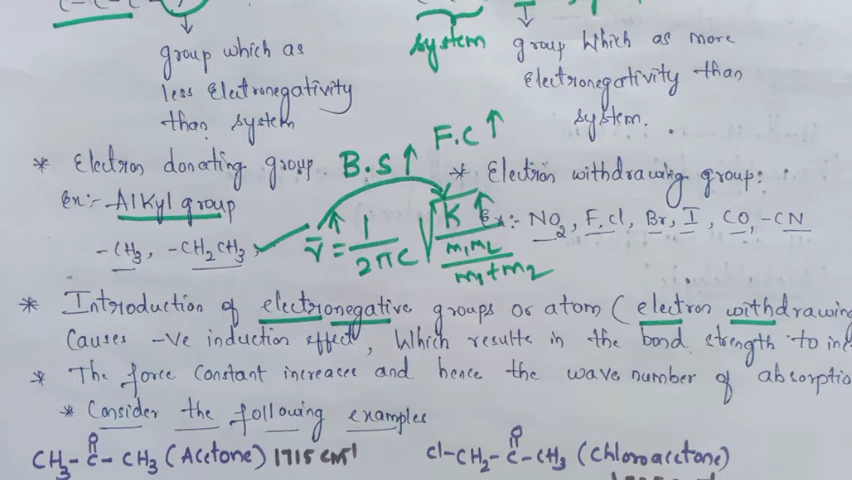 system
group which as
less Electronegativity
than system
group Which as more
Electronegativity than
system.
* Electron donating group
Ex:- Alkyl group
-CH3, -CH2CH3,
B.S ↑ F.C ↑
ν̄ ↑ = 1/2πc √(K ↑ / (m1m2/m1+m2))
* Electron withdrawing group:
Ex:- NO2, F, Cl, Br, I, CO, -CN
* Introduction of electronegative groups or atom (electron withdrawing
Causes -Ve induction effect, Which results in the bond strength to
* The force Constant increases and hence the wave number of
* Consider the following examples
CH3-C-CH3 (Acetone) 1715 cm-1
O
Cl-CH2-C-CH3 (Chloroacetone)
O